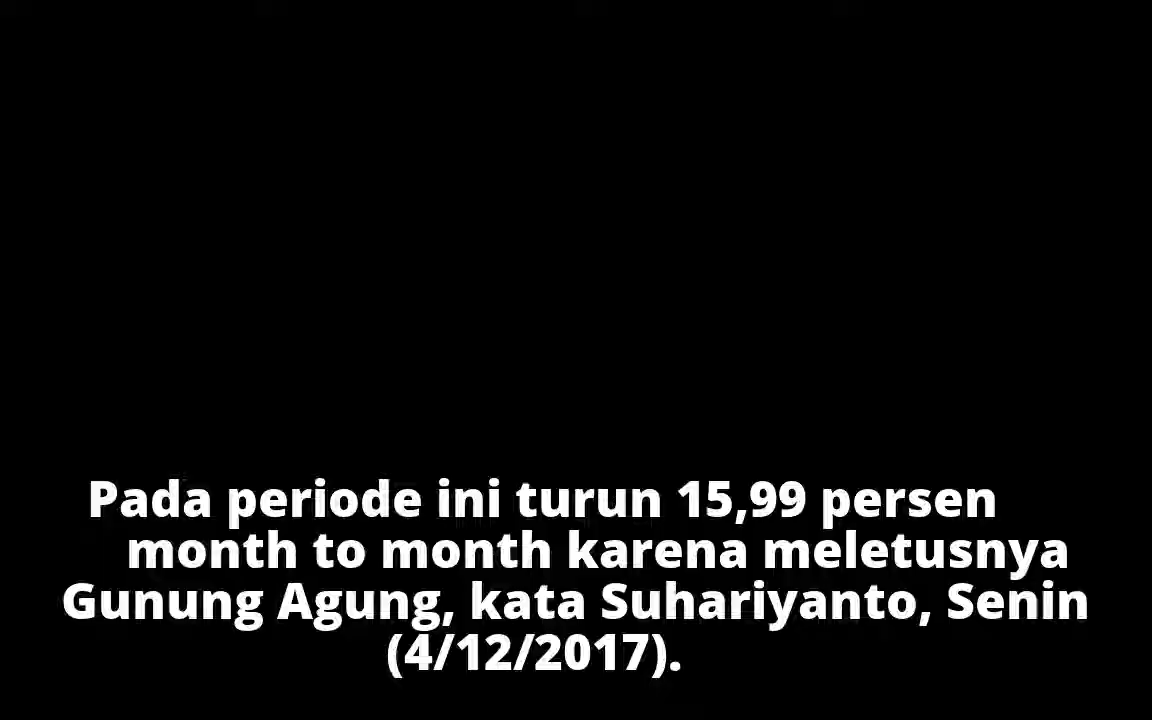 Pada periode ini turun 15,99 persen
month to month karena meletusnya
Gunung Agung, kata Suhariyanto, Senin
(4/12/2017).